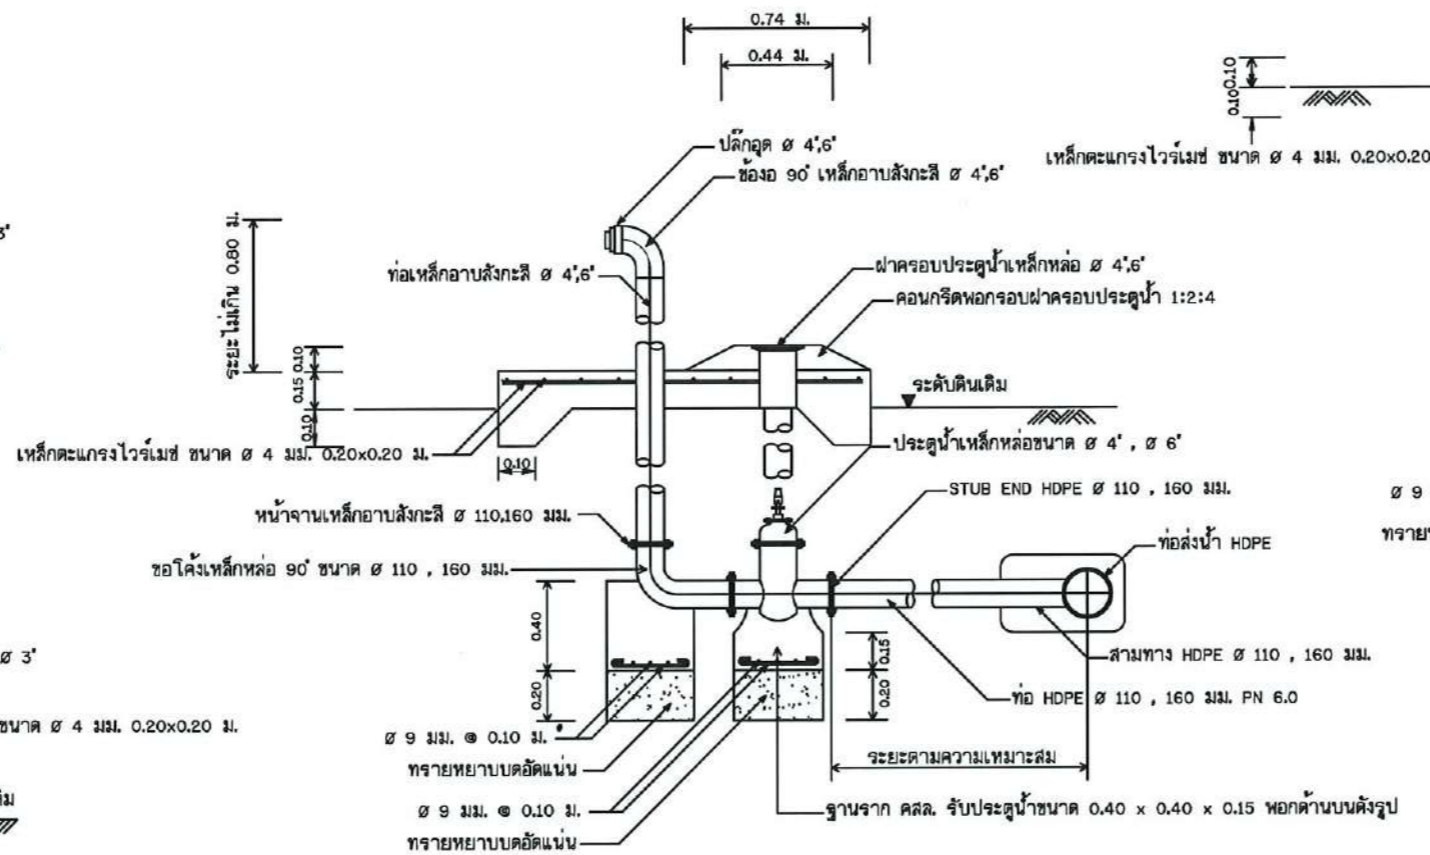 0.74 ม.
0.44 ม.
0.10
0.10
ปลั๊กอุด ø 4",6"
เหล็กตะแกรงไวร์เมช ขนาด ø 4 มม. 0.20x0.20
ข้องอ 90° เหล็กอาบสังกะสี ø 4",6"
3"
ระยะไม่เกิน 0.80 ม.
ท่อเหล็กอาบสังกะสี ø 4",6"
ฝาครอบประตูน้ำเหล็กหล่อ ø 4",6"
คอนกรีตพอกรอบฝาครอบประตูน้ำ 1:2:4
0.10
0.15
0.10
ระดับดินเดิม
เหล็กตะแกรงไวร์เมช ขนาด ø 4 มม. 0.20x0.20 ม.
0.10
ประตูน้ำเหล็กหล่อขนาด ø 4" , ø 6"
STUB END HDPE ø 110 , 160 มม.
ø 9
หน้าจานเหล็กอาบสังกะสี ø 110,160 มม.
ท่อส่งน้ำ HDPE
ทราย
ขอโค้งเหล็กหล่อ 90° ขนาด ø 110 , 160 มม.
0.40
0.15
ø 3"
สามทาง HDPE ø 110 , 160 มม.
0.20
0.20
ท่อ HDPE ø 110 , 160 มม. PN 6.0
ขนาด ø 4 มม. 0.20x0.20 ม.
ø 9 มม. @ 0.10 ม.
ระยะตามความเหมาะสม
ทรายหยาบบดอัดแน่น
ø 9 มม. @ 0.10 ม.
ฐานราก คสล. รับประตูน้ำขนาด 0.40 x 0.40 x 0.15 พอกด้านบนดังรูป
ทรายหยาบบดอัดแน่น